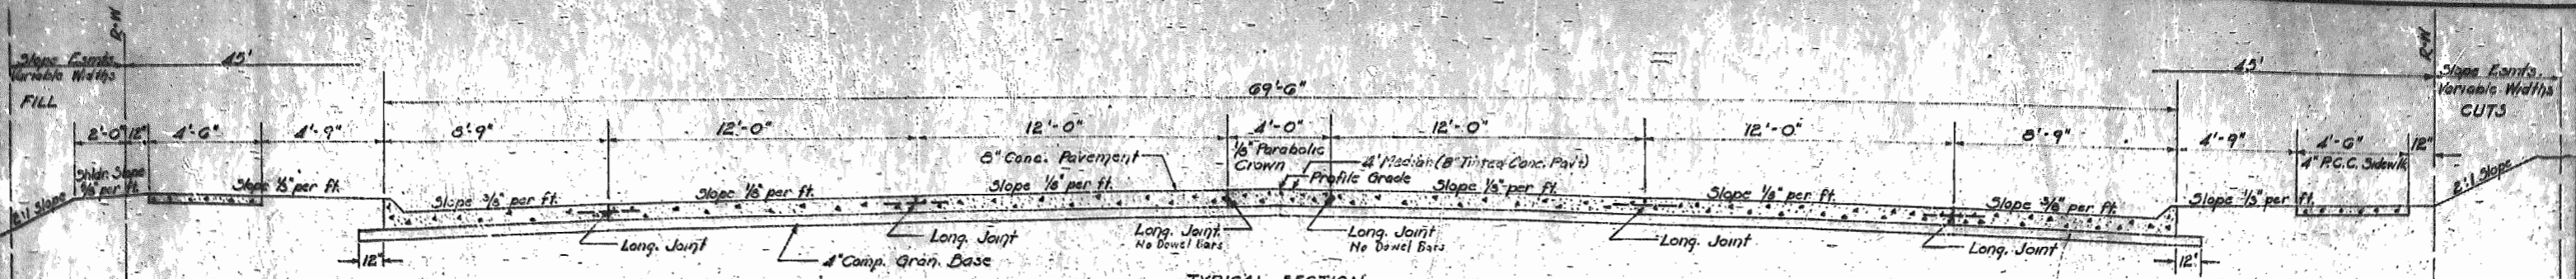 R-W
R-W
Slope Esmts.
Variable Widths
FILL
45'
69'-6"
45'
Slope Esmts.
Variable Widths
CUTS
2'-0"
12"
4'-6"
4'-9"
8'-9"
12'-0"
12'-0"
4'-0"
12'-0"
12'-0"
8'-9"
4'-9"
4'-6"
12"
8" Conc. Pavement
1/8" Parabolic
Crown
4' Median (8" Tinted Conc. Pav't)
Profile Grade
4" P.C.C. Sidewlk
2:1 Slope
Shldr. Slope
per ft.
Slope 1/8" per ft.
Slope 3/8" per ft.
Slope 1/8" per ft.
Slope 1/8" per ft.
Slope 1/8" per ft.
Slope 1/8" per ft.
Slope 3/8" per ft.
Slope 1/8" per ft.
2:1 Slope
Long. Joint
Long. Joint
Long. Joint
No Dowel Bars
Long. Joint
No Dowel Bars
Long. Joint
Long. Joint
12"
4" Comp. Gran. Base
12"
TYPICAL SECTION